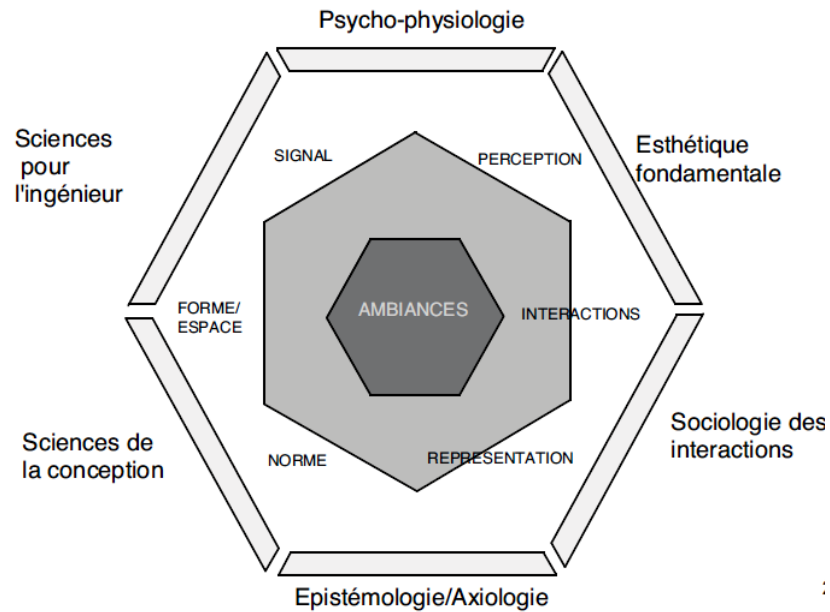 Psycho-physiologie
Sciences
pour
l'ingénieur
SIGNAL
PERCEPTION
Esthétique
fondamentale
FORME/
ESPACE
AMBIANCES
INTERACTIONS
Sciences de
la conception
NORME
REPRESENTATION
Sociologie des
interactions
Epistémologie/Axiologie
2